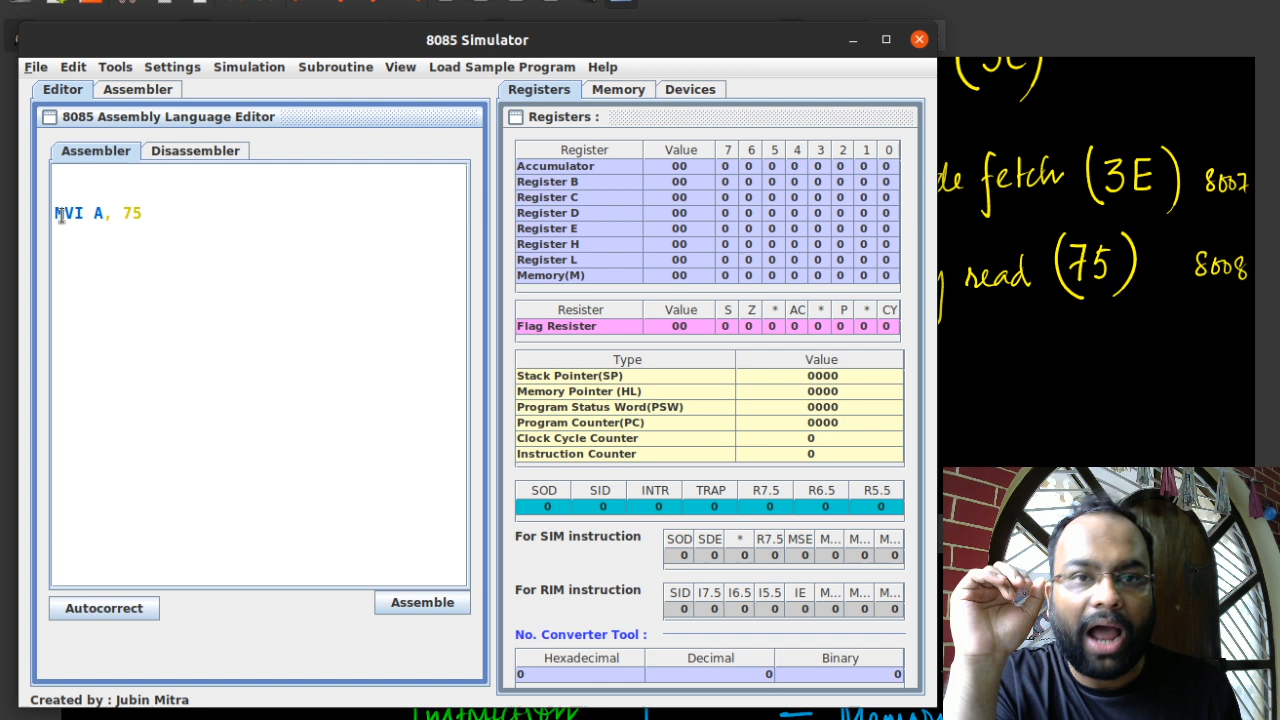 8085 Simulator
File Edit Tools Settings Simulation Subroutine View Load Sample Program Help
Editor Assembler
8085 Assembly Language Editor
Assembler Disassembler
MVI A, 75
Autocorrect
Assemble
Created by : Jubin Mitra
Registers Memory Devices
Registers :
Register Value 7 6 5 4 3 2 1 0
Accumulator 00 0 0 0 0 0 0 0 0
Register B 00 0 0 0 0 0 0 0 0
Register C 00 0 0 0 0 0 0 0 0
Register D 00 0 0 0 0 0 0 0 0
Register E 00 0 0 0 0 0 0 0 0
Register H 00 0 0 0 0 0 0 0 0
Register L 00 0 0 0 0 0 0 0 0
Memory(M) 00 0 0 0 0 0 0 0 0
Resister Value S Z * AC * P * CY
Flag Resister 00 0 0 0 0 0 0 0 0
Type Value
Stack Pointer(SP) 0000
Memory Pointer (HL) 0000
Program Status Word(PSW) 0000
Program Counter(PC) 0000
Clock Cycle Counter 0
Instruction Counter 0
SOD SID INTR TRAP R7.5 R6.5 R5.5
0 0 0 0 0 0 0
For SIM instruction
SOD SDE * R7.5 MSE M... M... M...
0 0 0 0 0 0 0 0
For RIM instruction
SID I7.5 I6.5 I5.5 IE M... M... M...
0 0 0 0 0 0 0 0
No. Converter Tool :
Hexadecimal Decimal Binary
0 0 0
fetch (3E) 8007
read (75) 8008